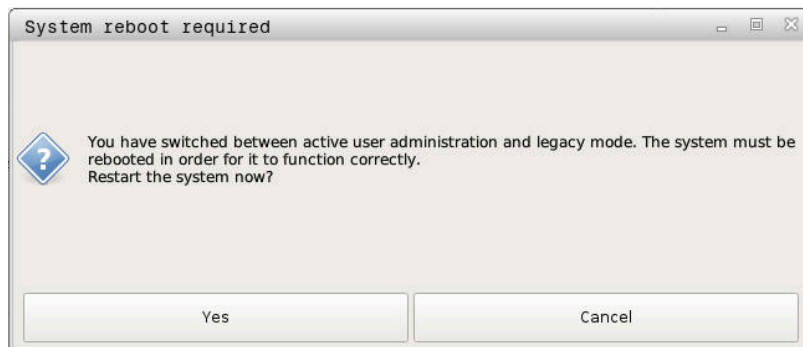 System reboot required
You have switched between active user administration and legacy mode. The system must be
rebooted in order for it to function correctly.
Restart the system now?
Yes
Cancel